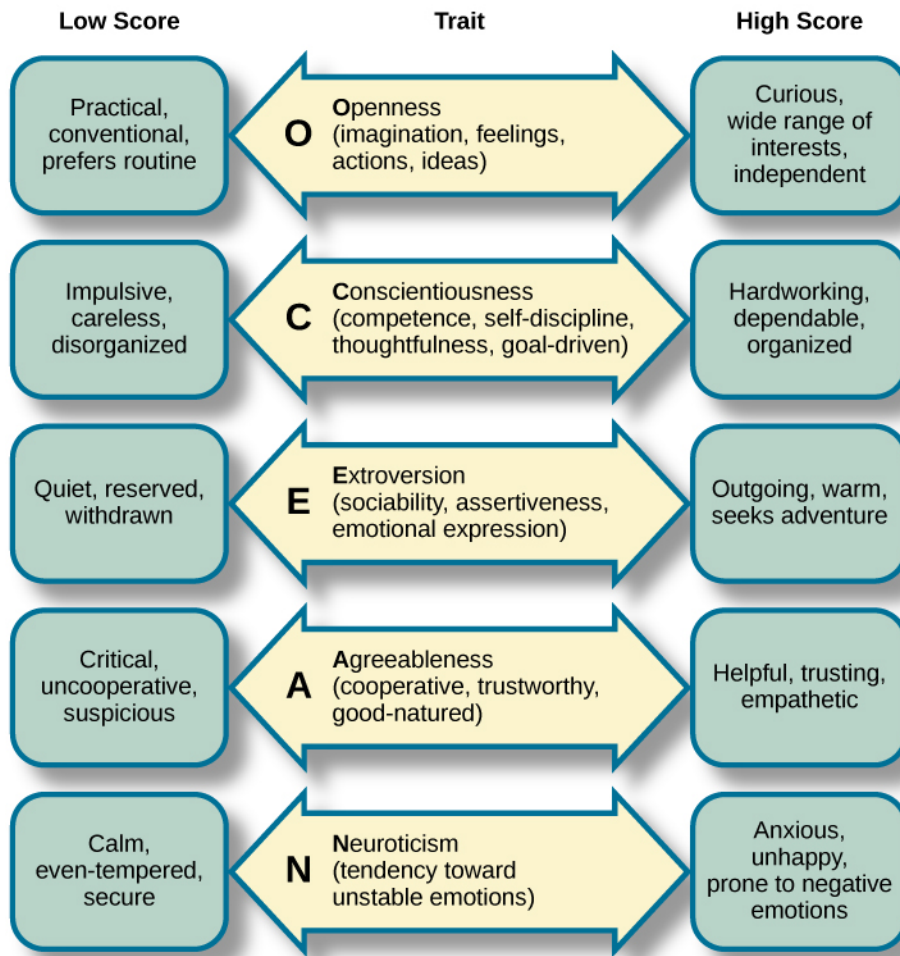 Low Score
Trait
High Score
Practical,
conventional,
prefers routine
O
Openness
(imagination, feelings,
actions, ideas)
Curious,
wide range of
interests,
independent
Impulsive,
careless,
disorganized
C
Conscientiousness
(competence, self-discipline,
thoughtfulness, goal-driven)
Hardworking,
dependable,
organized
Quiet, reserved,
withdrawn
E
Extroversion
(sociability, assertiveness,
emotional expression)
Outgoing, warm,
seeks adventure
Critical,
uncooperative,
suspicious
A
Agreeableness
(cooperative, trustworthy,
good-natured)
Helpful, trusting,
empathetic
Calm,
even-tempered,
secure
N
Neuroticism
(tendency toward
unstable emotions)
Anxious,
unhappy,
prone to negative
emotions